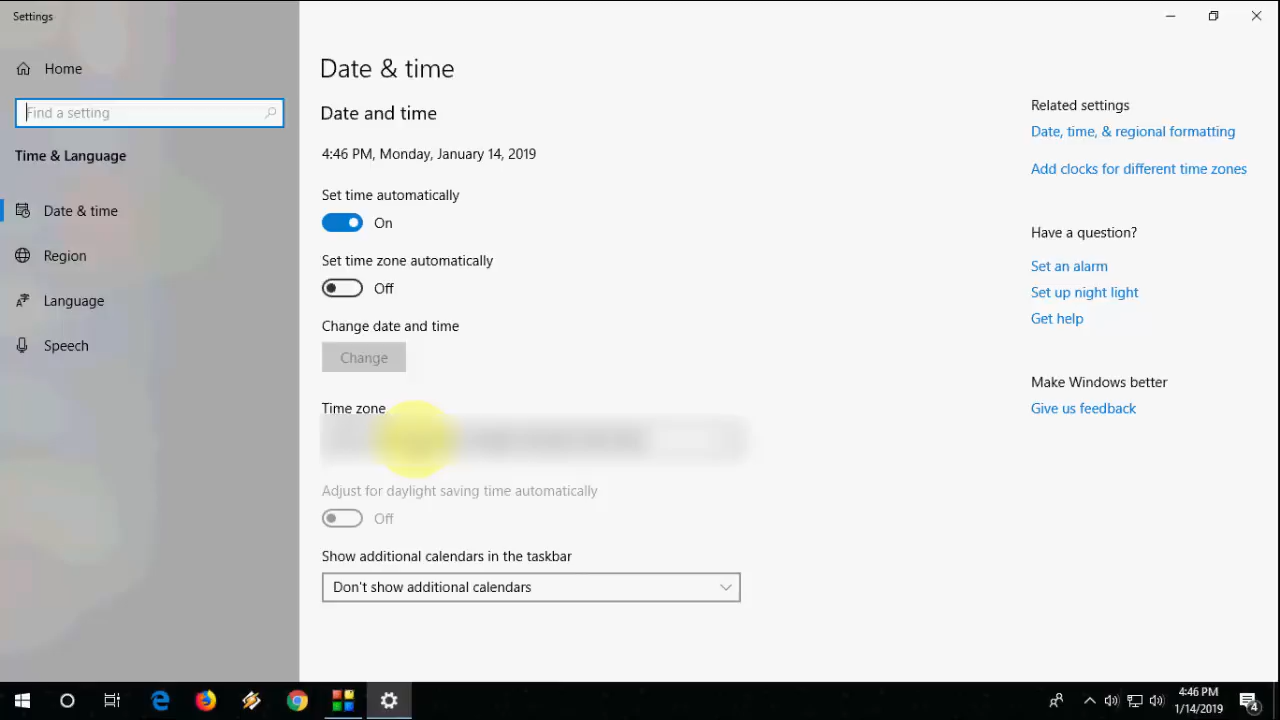 Settings
Home
Find a setting
Time & Language
Date & time
Region
Language
Speech
Date & time
Date and time
4:46 PM, Monday, January 14, 2019
Set time automatically
On
Set time zone automatically
Off
Change date and time
Change
Time zone
Adjust for daylight saving time automatically
Off
Show additional calendars in the taskbar
Don't show additional calendars
Related settings
Date, time, & regional formatting
Add clocks for different time zones
Have a question?
Set an alarm
Set up night light
Get help
Make Windows better
Give us feedback
4:46 PM
1/14/2019
4